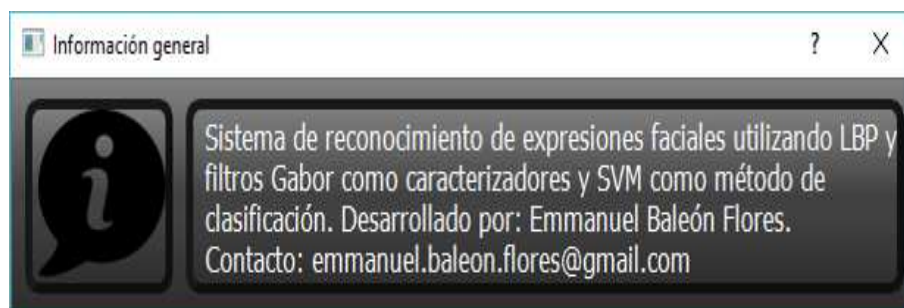 Información general
?
X
i
Sistema de reconocimiento de expresiones faciales utilizando LBP y
filtros Gabor como caracterizadores y SVM como método de
clasificación. Desarrollado por: Emmanuel Baleón Flores.
Contacto: emmanuel.baleon.flores@gmail.com